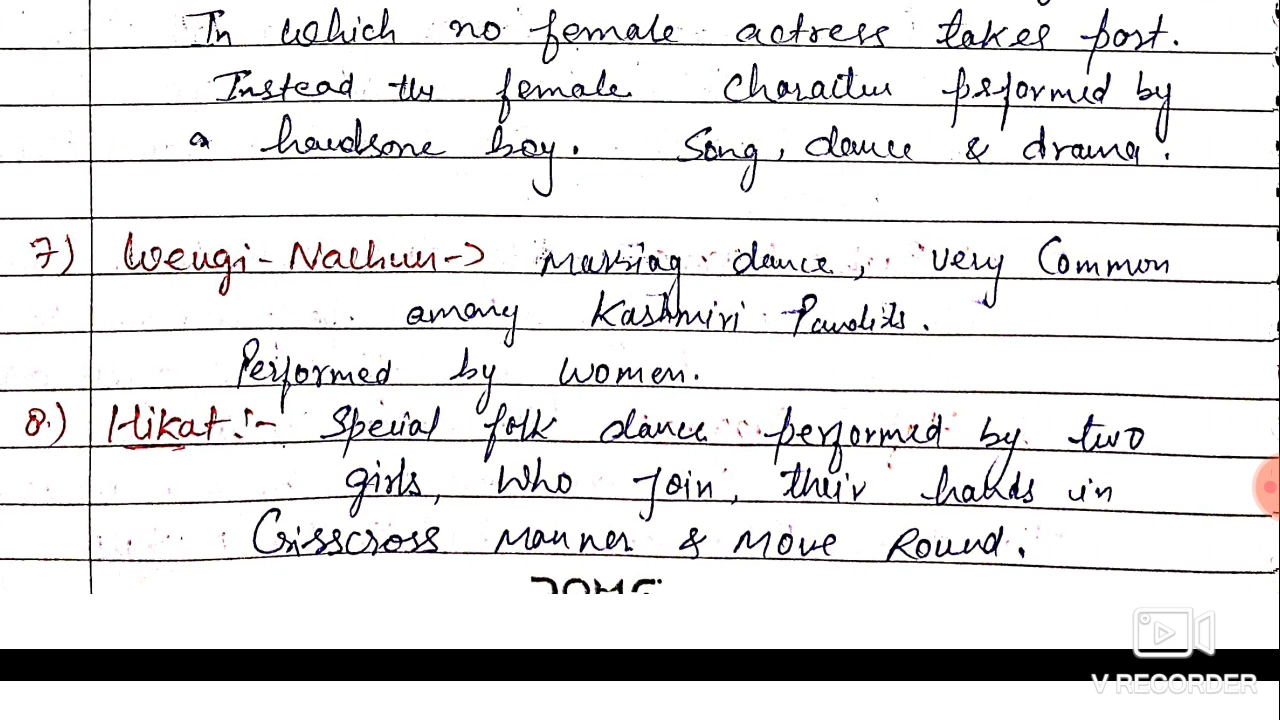 In which no female actress takes part.
Instead the female character performed by
a handsome boy. Song, dance & drama.
7) Wengi-Nachun-> Marriag dance, very Common
among Kashmiri Pandits.
Performed by women.
8.) Hikat:- Special folk dance performed by two
girls, who join, their hands in
Crisscross manner & move Round.
V RECORDER